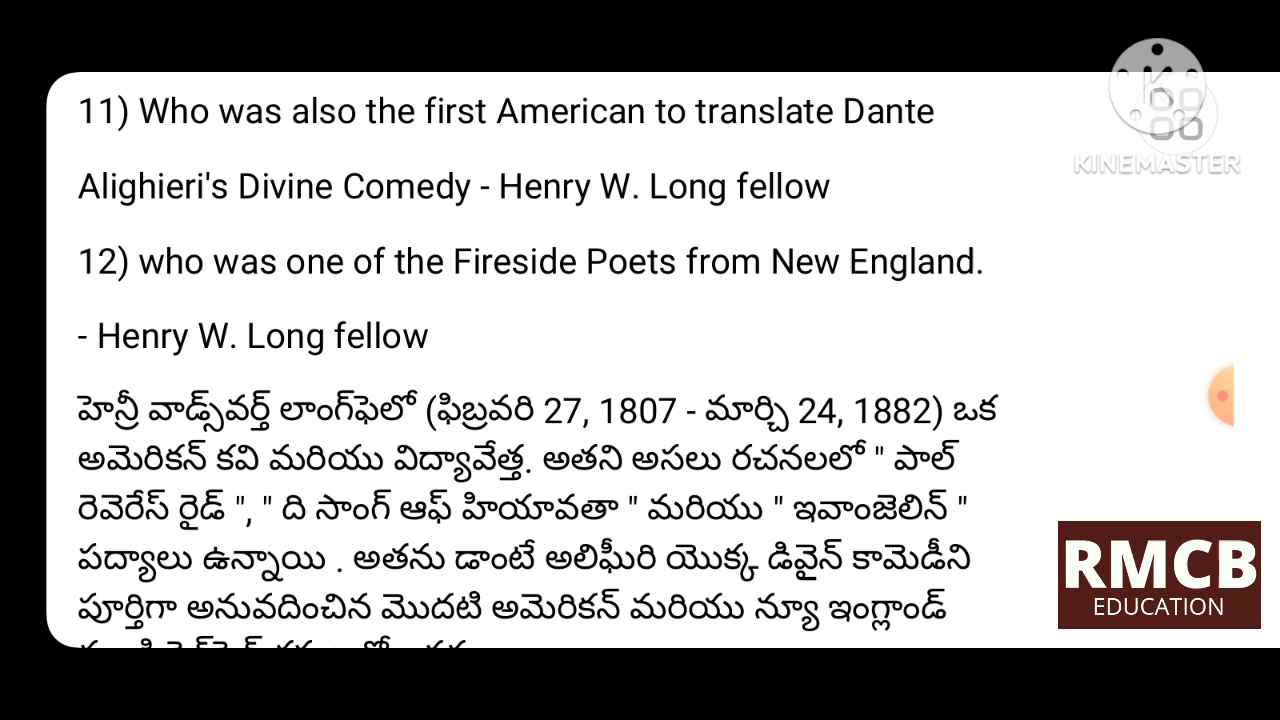 11) Who was also the first American to translate Dante
Alighieri's Divine Comedy - Henry W. Long fellow
12) who was one of the Fireside Poets from New England.
- Henry W. Long fellow
హెన్రీ వాడ్స్‌వర్త్ లాంగ్‌ఫెలో (ఫిబ్రవరి 27, 1807 - మార్చి 24, 1882) ఒక
అమెరికన్ కవి మరియు విద్యావేత్త. అతని అసలు రచనలలో " పాల్
రెవెరేస్ రైడ్ ", " ది సాంగ్ ఆఫ్ హియావతా " మరియు " ఇవాంజెలిన్ "
పద్యాలు ఉన్నాయి . అతను డాంటే అలిఘీరి యొక్క డివైన్ కామెడీని
పూర్తిగా అనువదించిన మొదటి అమెరికన్ మరియు న్యూ ఇంగ్లాండ్
KINEMASTER
RMCB
EDUCATION